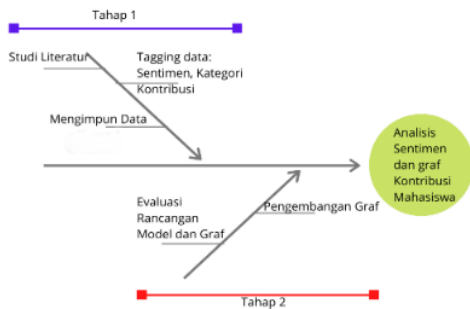 Tahap 1
Studi Literatur
Tagging data:
Sentimen, Kategori
Kontribusi
Mengimpun Data
Analisis
Sentimen
dan graf
Kontribusi
Mahasiswa
Evaluasi
Rancangan
Model dan Graf
Pengembangan Graf
Tahap 2